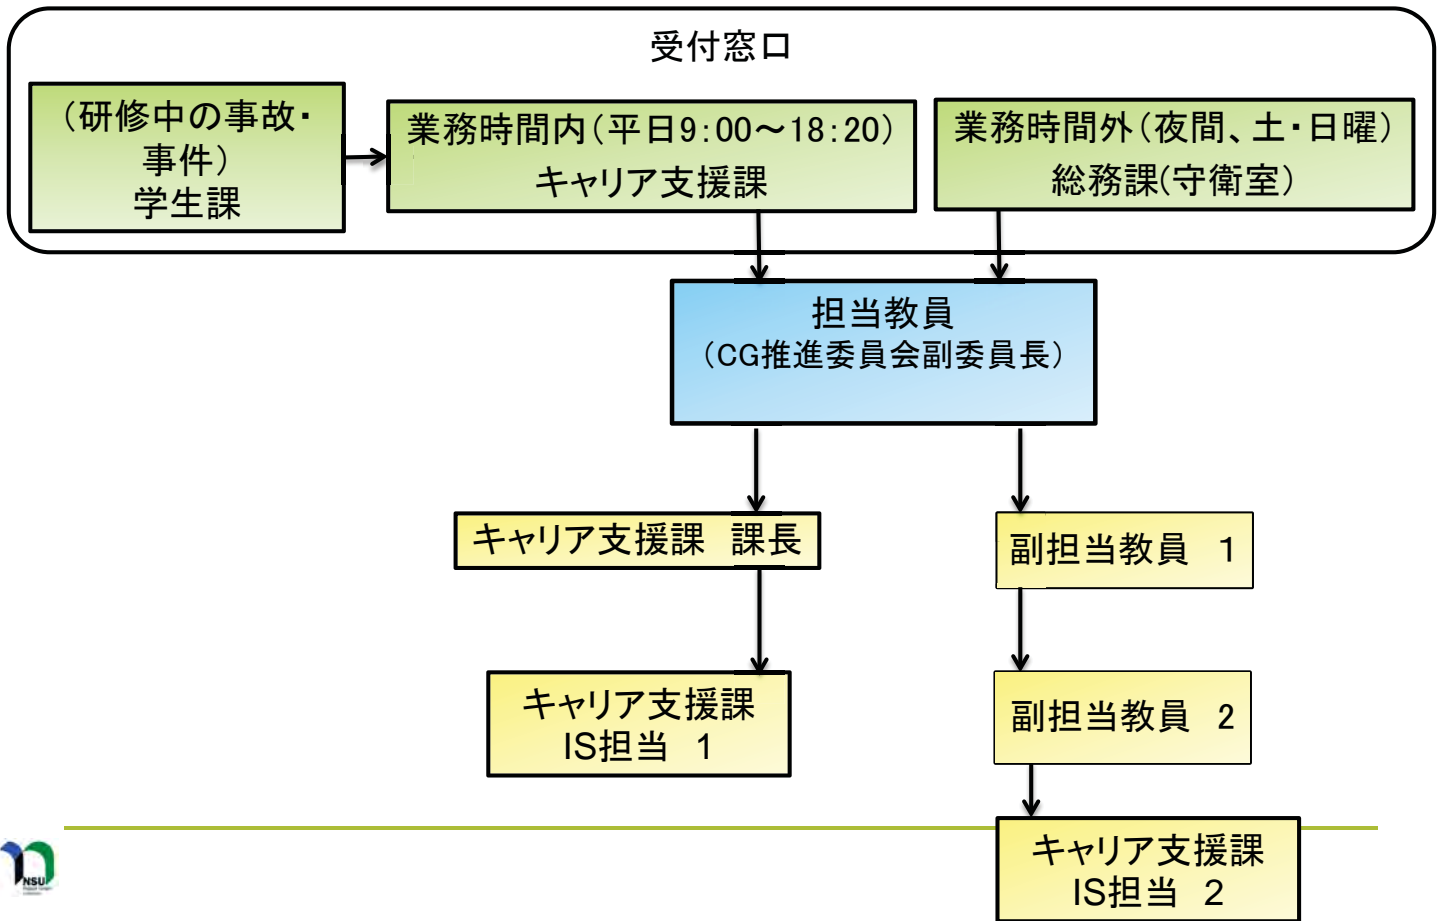 受付窓口
（研修中の事故・
事件）
学生課
業務時間内（平日9:00～18:20）
キャリア支援課
業務時間外（夜間、土・日曜）
総務課(守衛室）
担当教員
（CG推進委員会副委員長）
キャリア支援課　課長
副担当教員　1
キャリア支援課
IS担当　1
副担当教員　2
キャリア支援課
IS担当　2
NSU